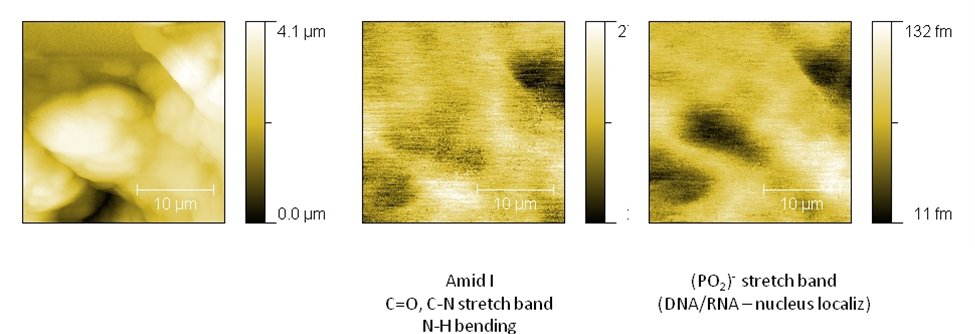 4.1 µm
10 µm
0.0 µm
10 µm
10 µm
132 fm
11 fm
Amid I
C=O, C-N stretch band
N-H bending
(PO₂)⁻ stretch band
(DNA/RNA – nucleus localiz)